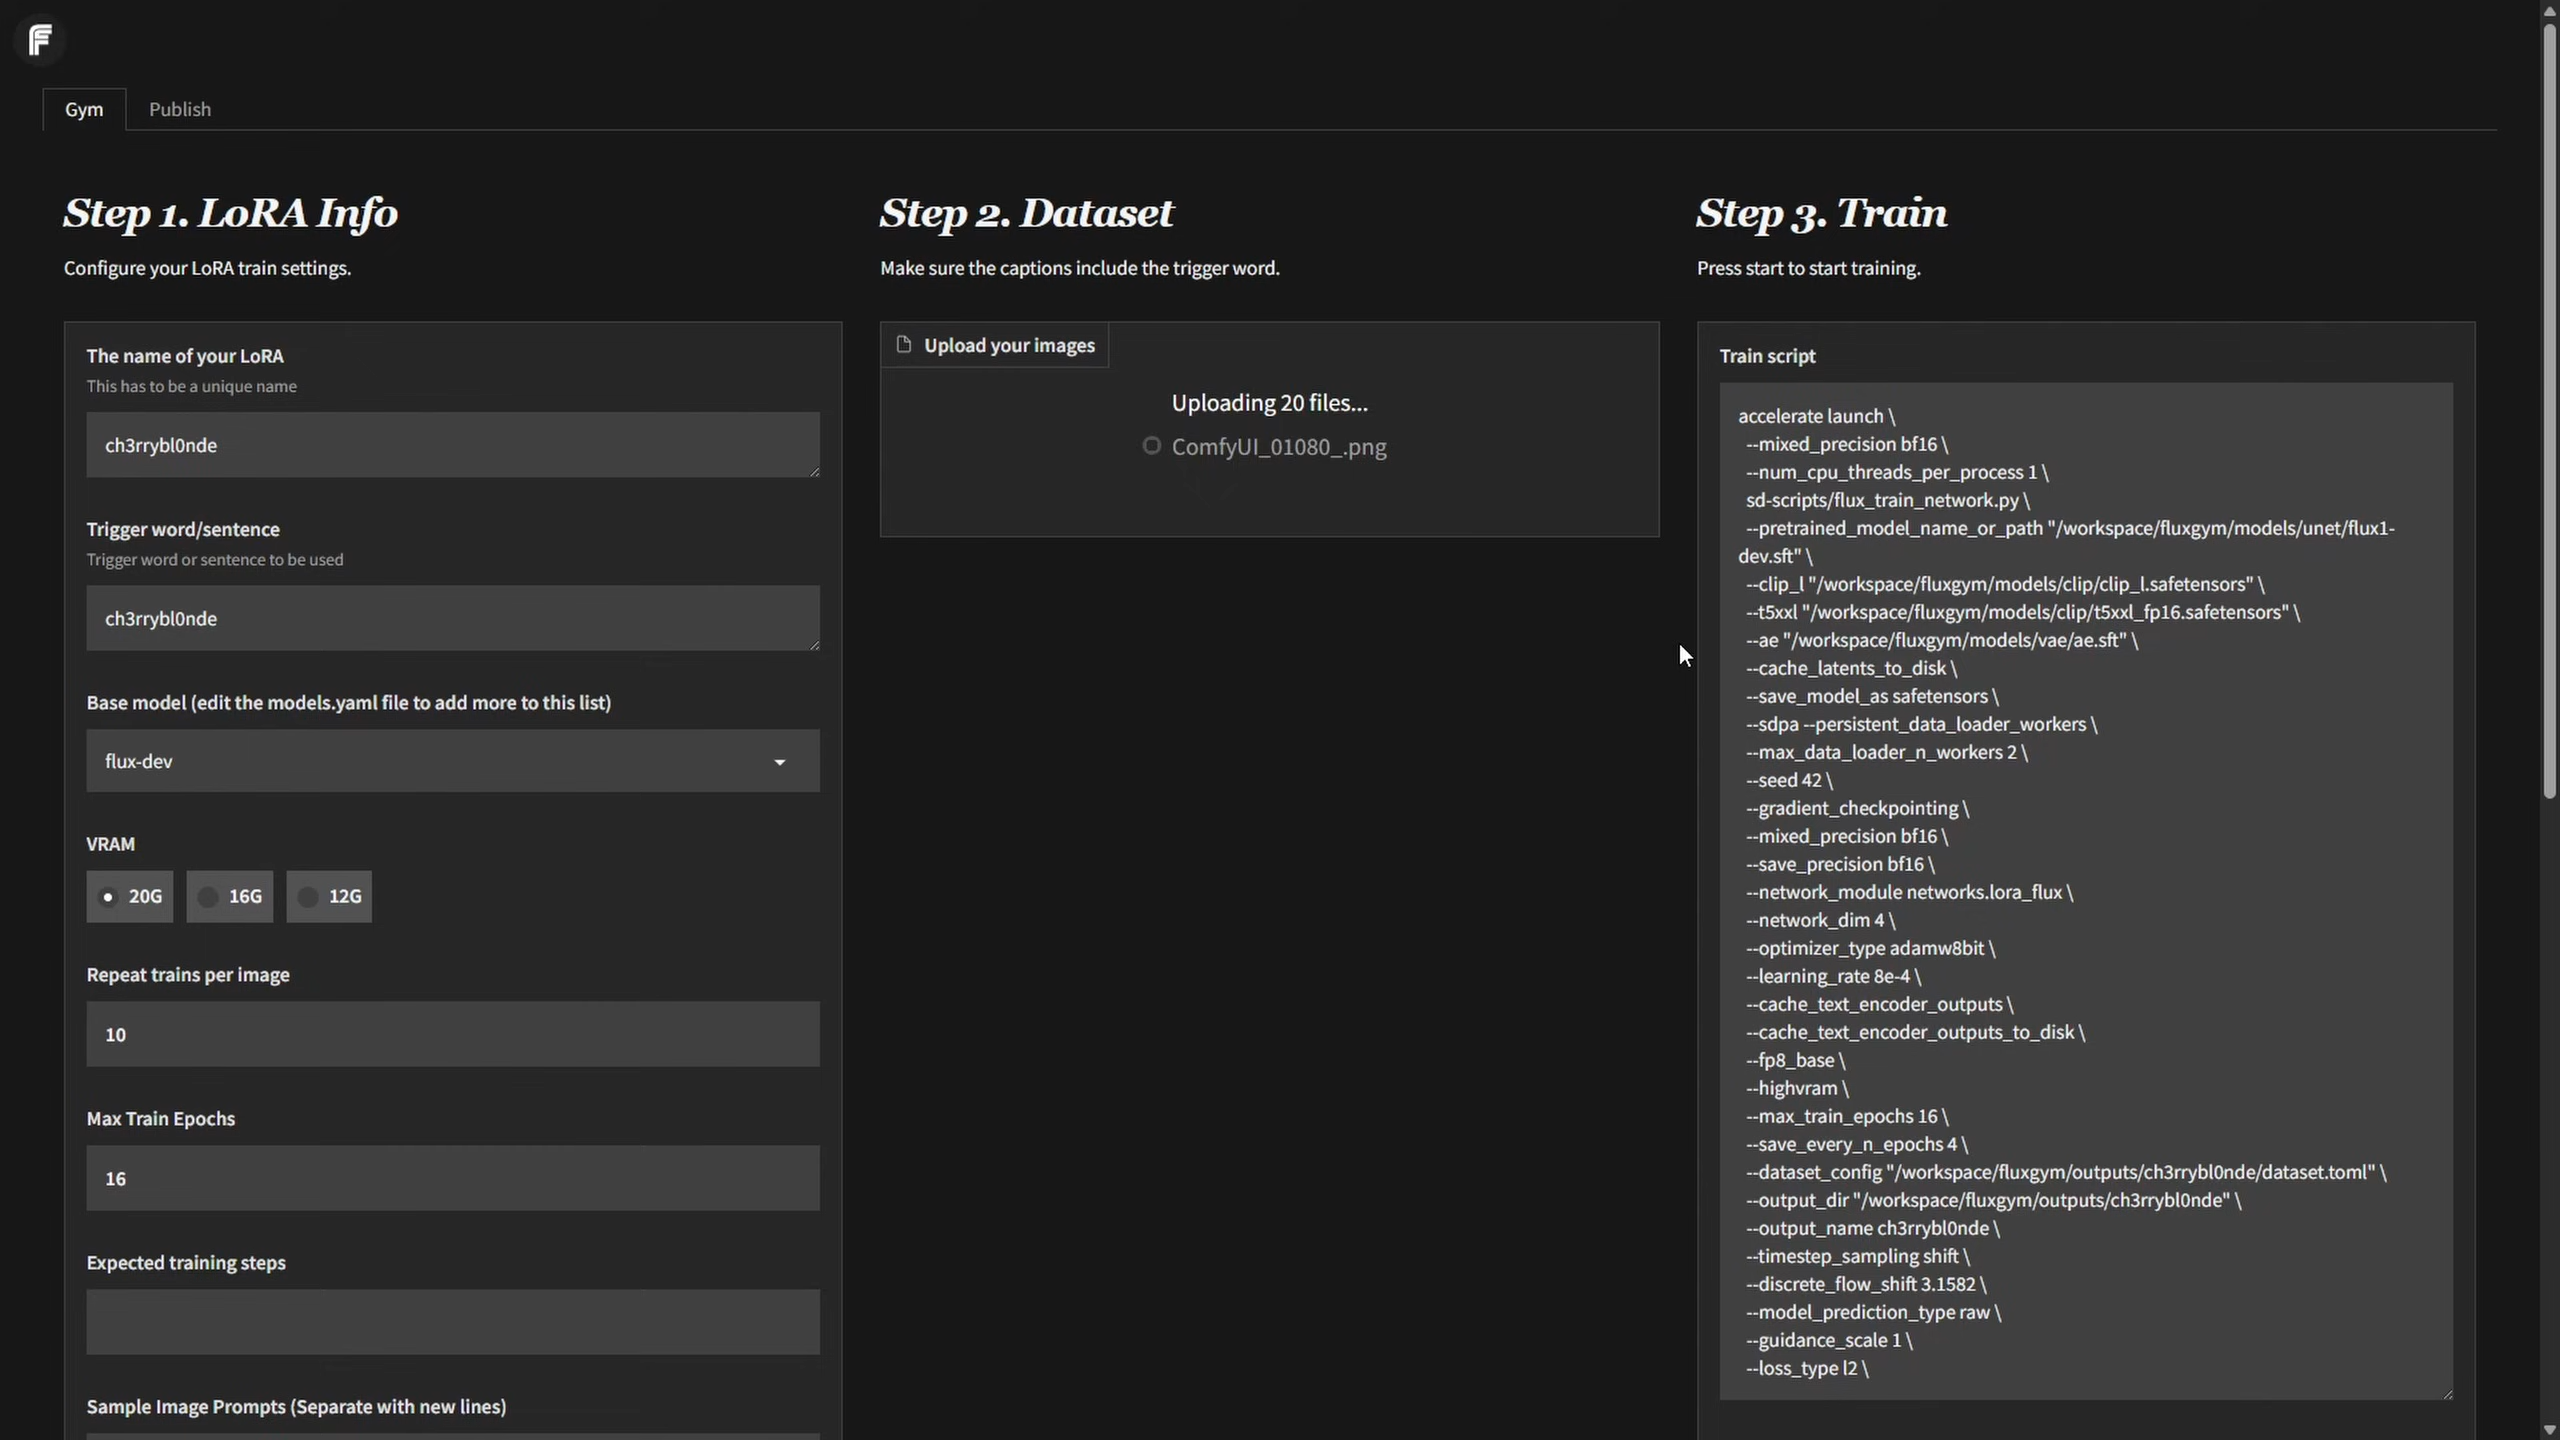 Gym
Publish
Step 1. LoRA Info
Configure your LoRA train settings.
The name of your LoRA
This has to be a unique name
ch3rrybl0nde
Trigger word/sentence
Trigger word or sentence to be used
ch3rrybl0nde
Base model (edit the models.yaml file to add more to this list)
flux-dev
VRAM
20G
16G
12G
Repeat trains per image
10
Max Train Epochs
16
Expected training steps
Sample Image Prompts (Separate with new lines)
Step 2. Dataset
Make sure the captions include the trigger word.
Upload your images
Uploading 20 files...
ComfyUI_01080_.png
Step 3. Train
Press start to start training.
Train script
accelerate launch \
--mixed_precision bf16 \
--num_cpu_threads_per_process 1 \
sd-scripts/flux_train_network.py \
--pretrained_model_name_or_path "/workspace/fluxgym/models/unet/flux1-
dev.sft" \
--clip_l "/workspace/fluxgym/models/clip/clip_l.safetensors" \
--t5xxl "/workspace/fluxgym/models/clip/t5xxl_fp16.safetensors" \
--ae "/workspace/fluxgym/models/vae/ae.sft" \
--cache_latents_to_disk \
--save_model_as safetensors \
--sdpa --persistent_data_loader_workers \
--max_data_loader_n_workers 2 \
--seed 42 \
--gradient_checkpointing \
--mixed_precision bf16 \
--save_precision bf16 \
--network_module networks.lora_flux \
--network_dim 4 \
--optimizer_type adamw8bit \
--learning_rate 8e-4 \
--cache_text_encoder_outputs \
--cache_text_encoder_outputs_to_disk \
--fp8_base \
--highvram \
--max_train_epochs 16 \
--save_every_n_epochs 4 \
--dataset_config "/workspace/fluxgym/outputs/ch3rrybl0nde/dataset.toml" \
--output_dir "/workspace/fluxgym/outputs/ch3rrybl0nde" \
--output_name ch3rrybl0nde \
--timestep_sampling shift \
--discrete_flow_shift 3.1582 \
--model_prediction_type raw \
--guidance_scale 1 \
--loss_type l2 \